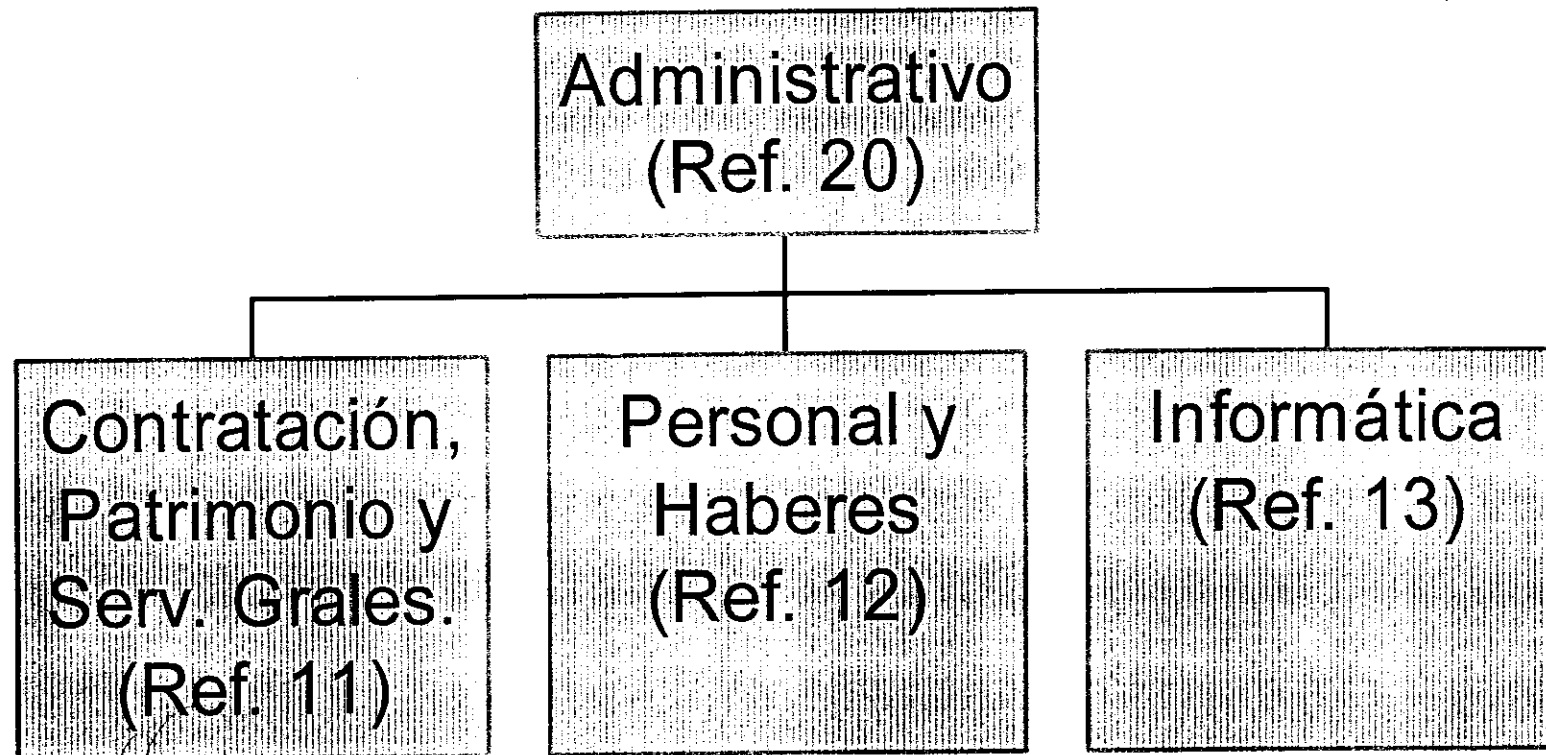 Administrativo
(Ref. 20)
Contratación,
Patrimonio y
Serv. Grales.
(Ref. 11)
Personal y
Haberes
(Ref. 12)
Informática
(Ref. 13)